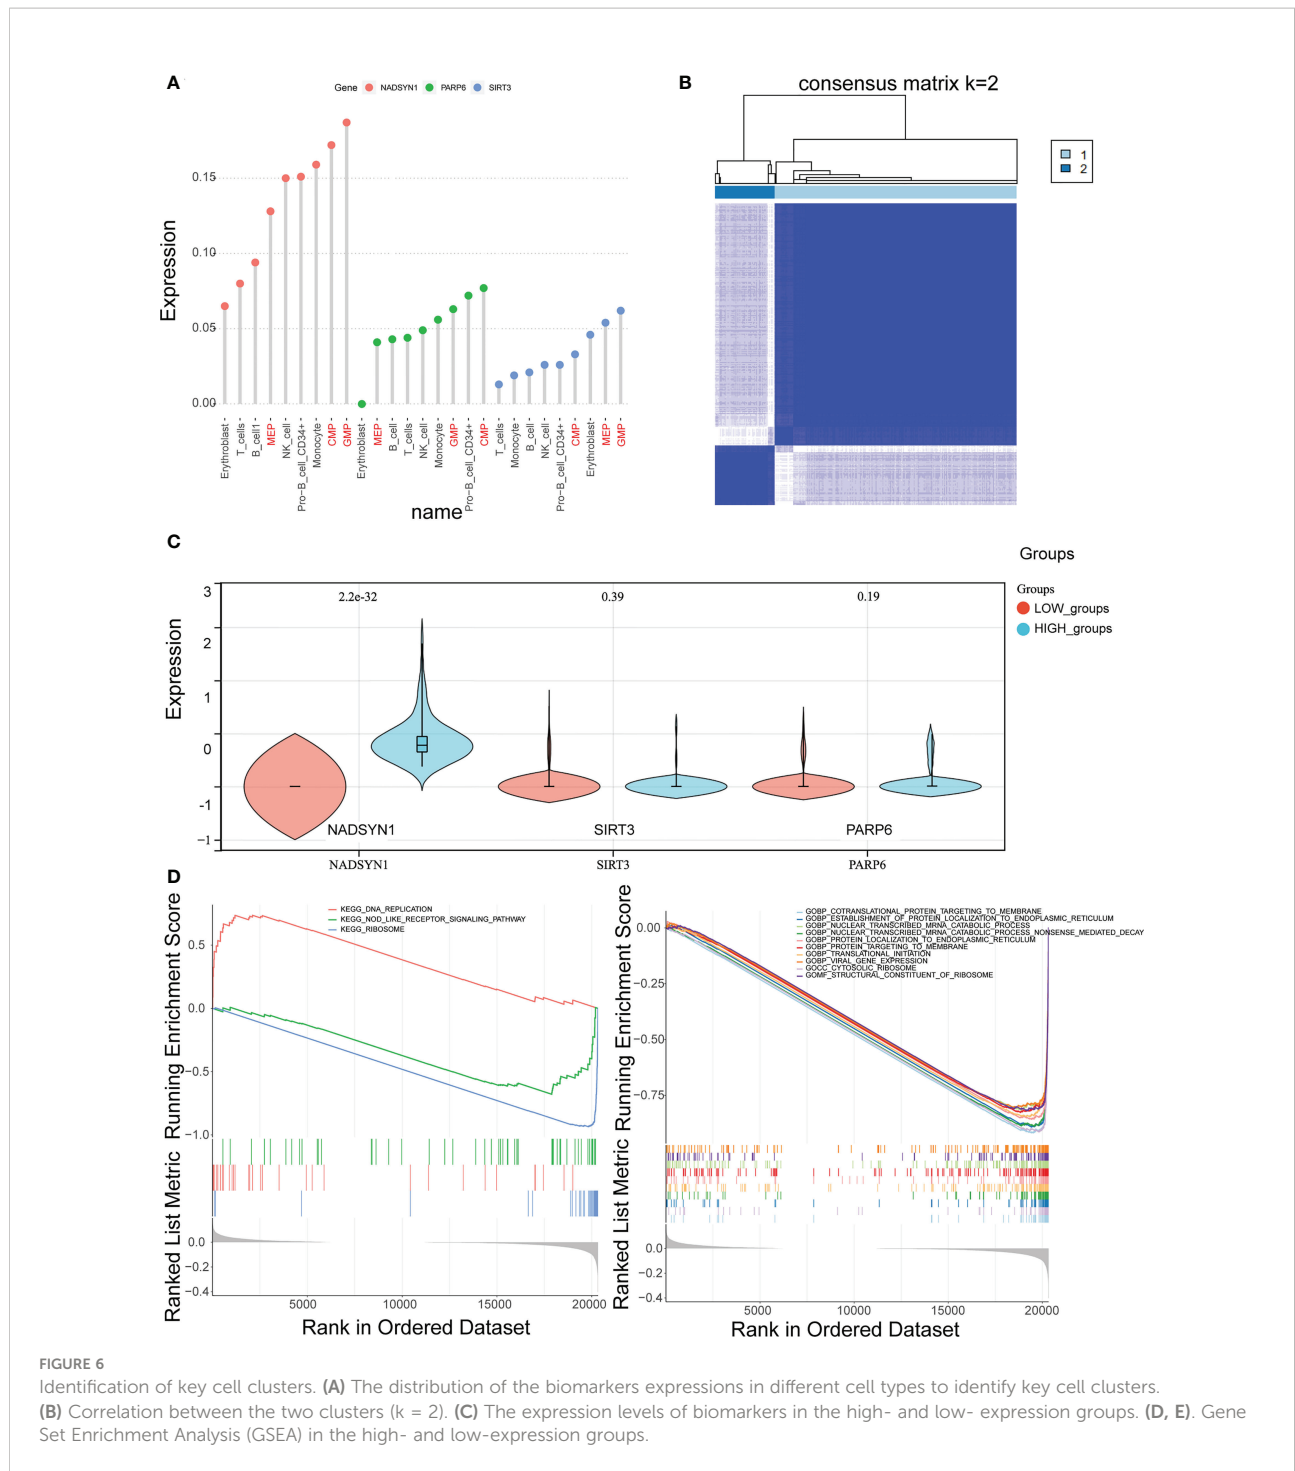 A
Gene NADSYN1 PARP6 SIRT3
Expression
0.15
0.10
0.05
0.00
Erythroblast
T_cells
B_cell1
MEP
NK_cell
Pro-B_cell_CD34+
Monocyte
CMP
GMP
Erythroblast
MEP
B_cell
T_cells
NK_cell
Monocyte
GMP
Pro-B_cell_CD34+
CMP
T_cells
Monocyte
B_cell
NK_cell
Pro-B_cell_CD34+
CMP
Erythroblast
MEP
GMP
name
B
consensus matrix k=2
1
2
C
Groups
Groups
LOW_groups
HIGH_groups
Expression
3
2
1
0
-1
−1
2.2e-32
0.39
0.19
NADSYN1
SIRT3
PARP6
NADSYN1
SIRT3
PARP6
D
Running Enrichment Score
KEGG_DNA_REPLICATION
KEGG_NOD_LIKE_RECEPTOR_SIGNALING_PATHWAY
KEGG_RIBOSOME
0.5
0.0
−0.5
−1.0
Ranked List Metric
0.0
−0.2
−0.4
5000
10000
15000
20000
Rank in Ordered Dataset
Running Enrichment Score
GOBP_COTRANSLATIONAL_PROTEIN_TARGETING_TO_MEMBRANE
GOBP_ESTABLISHMENT_OF_PROTEIN_LOCALIZATION_TO_ENDOPLASMIC_RETICULUM
GOBP_NUCLEAR_TRANSCRIBED_MRNA_CATABOLIC_PROCESS
GOBP_NUCLEAR_TRANSCRIBED_MRNA_CATABOLIC_PROCESS_NONSENSE_MEDIATED_DECAY
GOBP_PROTEIN_LOCALIZATION_TO_ENDOPLASMIC_RETICULUM
GOBP_PROTEIN_TARGETING_TO_MEMBRANE
GOBP_TRANSLATIONAL_INITIATION
GOBP_VIRAL_GENE_EXPRESSION
GOCC_CYTOSOLIC_RIBOSOME
GOMF_STRUCTURAL_CONSTITUENT_OF_RIBOSOME
0.00
−0.25
−0.50
−0.75
Ranked List Metric
0.0
−0.2
−0.4
5000
10000
15000
20000
Rank in Ordered Dataset
FIGURE 6
Identification of key cell clusters. (A) The distribution of the biomarkers expressions in different cell types to identify key cell clusters.
(B) Correlation between the two clusters (k = 2). (C) The expression levels of biomarkers in the high- and low- expression groups. (D, E). Gene
Set Enrichment Analysis (GSEA) in the high- and low-expression groups.